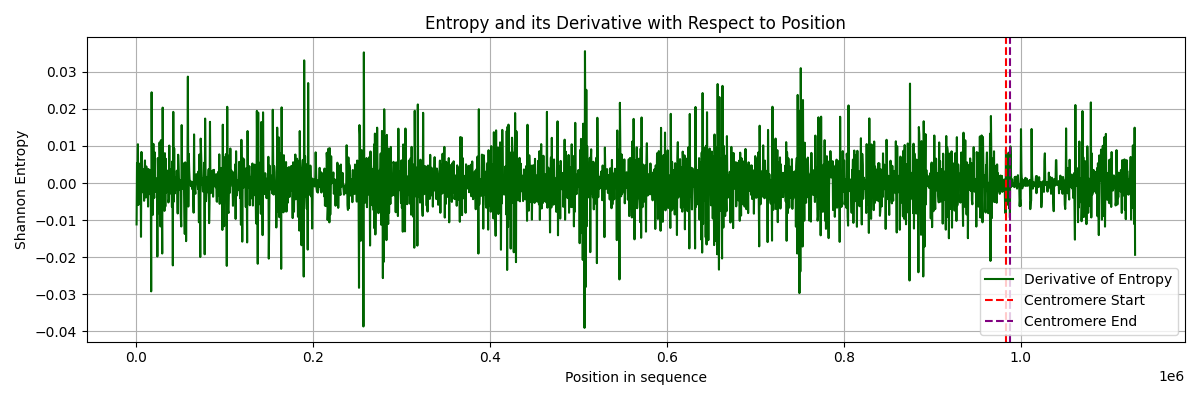 Entropy and its Derivative with Respect to Position
Shannon Entropy
0.03
0.02
0.01
0.00
−0.01
−0.02
−0.03
−0.04
Derivative of Entropy
Centromere Start
Centromere End
0.0
0.2
0.4
0.6
0.8
1.0
1e6
Position in sequence